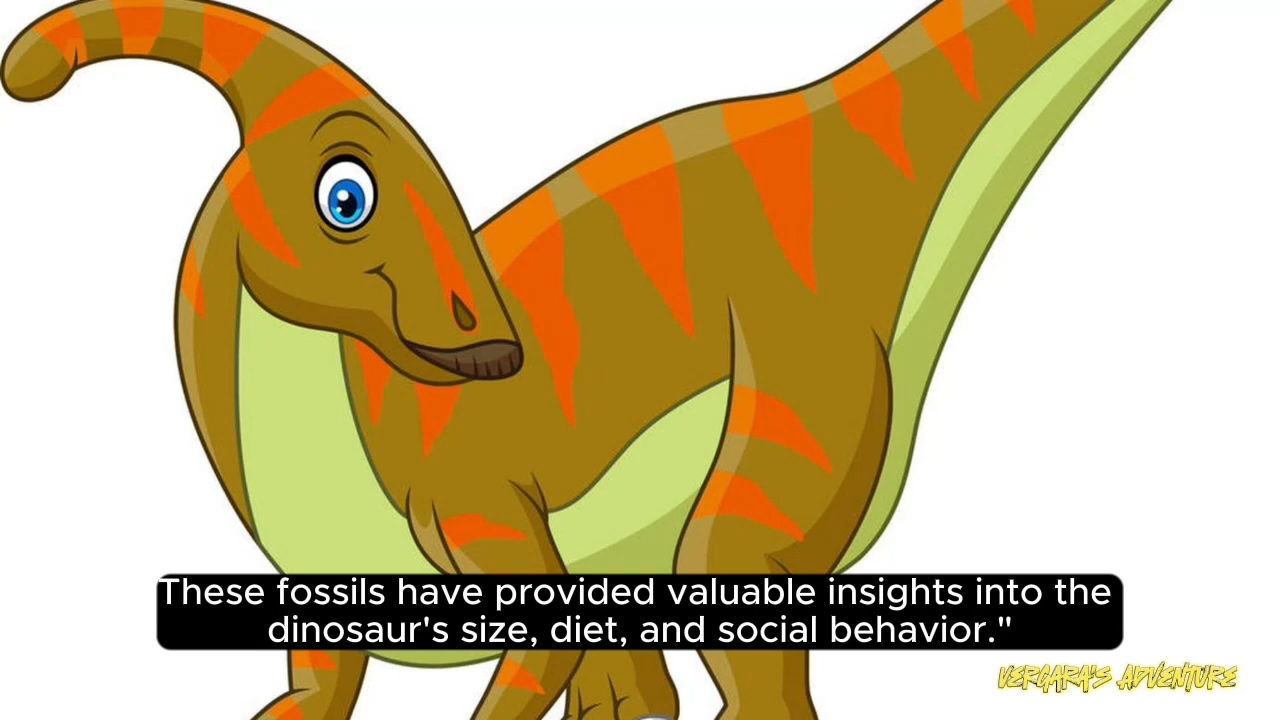 These fossils have provided valuable insights into the
dinosaur's size, diet, and social behavior."
VERGARA'S ADVENTURE